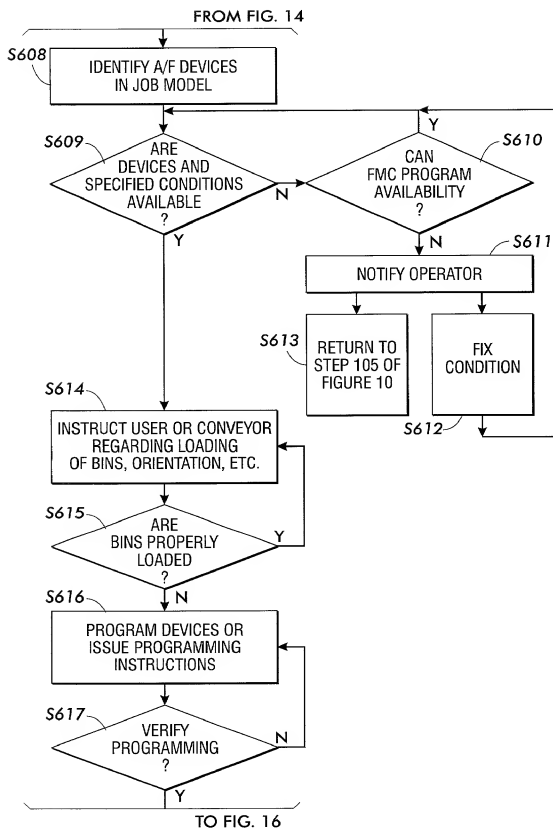 FROM FIG. 14
S608
IDENTIFY A/F DEVICES
IN JOB MODEL
S609
ARE
DEVICES AND
SPECIFIED CONDITIONS
AVAILABLE
?
N
Y
Y
S610
CAN
FMC PROGRAM
AVAILABILITY
?
N
S611
NOTIFY OPERATOR
S613
RETURN TO
STEP 105 OF
FIGURE 10
FIX
CONDITION
S612
S614
INSTRUCT USER OR CONVEYOR
REGARDING LOADING
OF BINS, ORIENTATION, ETC.
S615
ARE
BINS PROPERLY
LOADED
?
Y
N
S616
PROGRAM DEVICES OR
ISSUE PROGRAMMING
INSTRUCTIONS
S617
VERIFY
PROGRAMMING
?
N
Y
TO FIG. 16